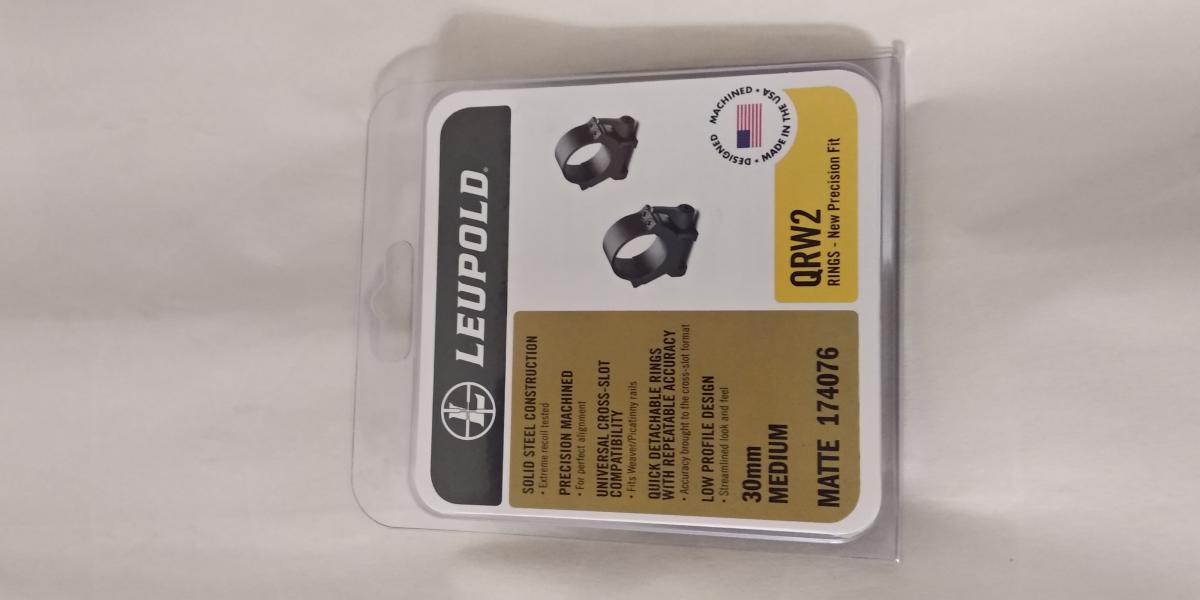 LEUPOLD®
SOLID STEEL CONSTRUCTION
• Extreme recoil tested
PRECISION MACHINED
• For perfect alignment
UNIVERSAL CROSS-SLOT
COMPATIBILITY
• Fits Weaver/Picatinny rails
QUICK DETACHABLE RINGS
WITH REPEATABLE ACCURACY
• Accuracy brought to the cross-slot format
LOW PROFILE DESIGN
• Streamlined look and feel
30mm
MEDIUM
MATTE 174076
DESIGNED • MACHINED • MADE IN THE USA •
QRW2
RINGS - New Precision Fit